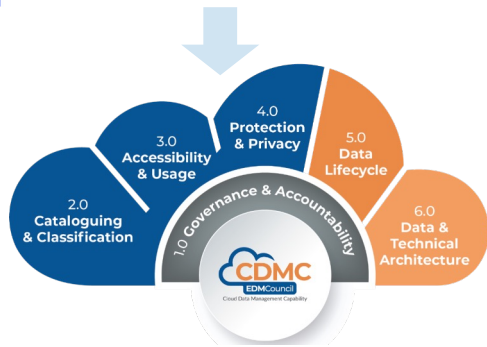 4.0
Protection
& Privacy
3.0
Accessibility
& Usage
5.0
Data
Lifecycle
2.0
Cataloguing
& Classification
6.0
Data &
Technical
Architecture
1.0 Governance & Accountability
CDMC
EDMCouncil
Cloud Data Management Capability